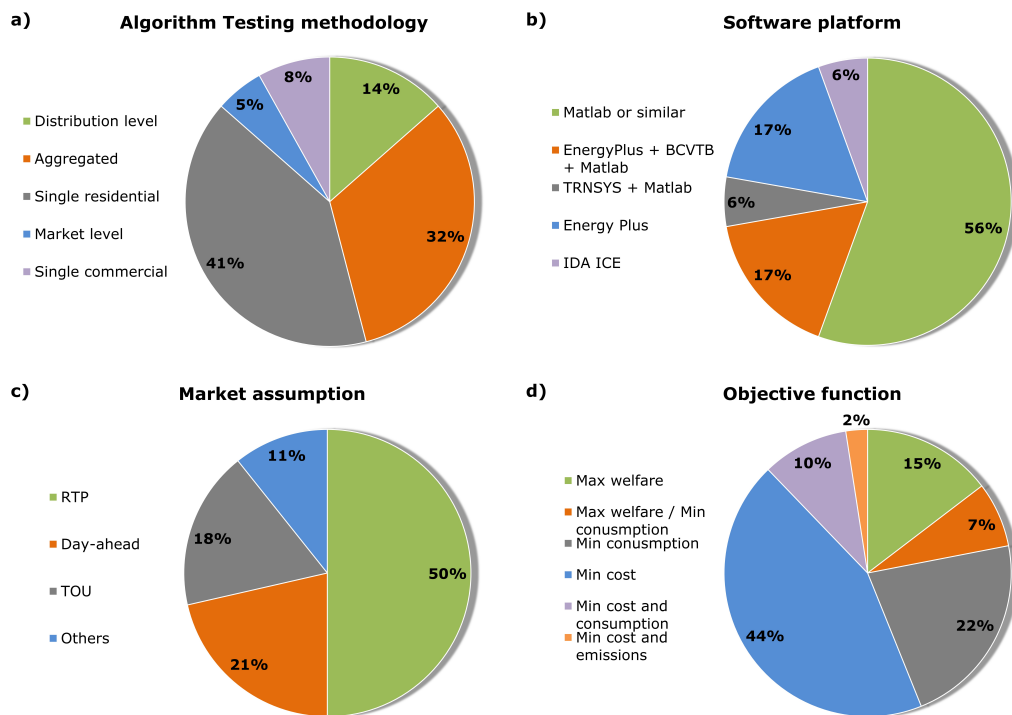 a)
Algorithm Testing methodology
Distribution level
Aggregated
Single residential
Market level
Single commercial
14%
32%
41%
5%
8%
b)
Software platform
Matlab or similar
EnergyPlus + BCVTB
+ Matlab
TRNSYS + Matlab
Energy Plus
IDA ICE
56%
17%
6%
17%
6%
c)
Market assumption
RTP
Day-ahead
TOU
Others
50%
21%
18%
11%
d)
Objective function
Max welfare
Max welfare / Min
conusmption
Min conusmption
Min cost
Min cost and
consumption
Min cost and
emissions
15%
7%
22%
44%
10%
2%